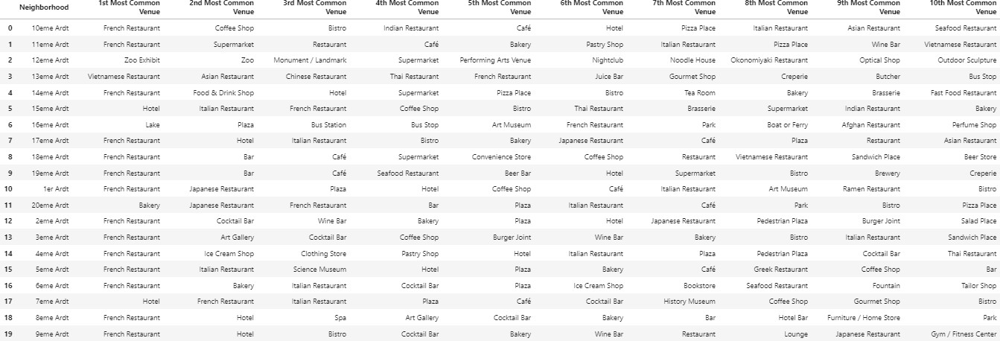 Neighborhood 1st Most Common Venue 2nd Most Common Venue 3rd Most Common Venue 4th Most Common Venue 5th Most Common Venue 6th Most Common Venue 7th Most Common Venue 8th Most Common Venue 9th Most Common Venue 10th Most Common Venue
0 10eme Ardt French Restaurant Coffee Shop Bistro Indian Restaurant Café Hotel Pizza Place Italian Restaurant Asian Restaurant Seafood Restaurant
1 11eme Ardt French Restaurant Supermarket Restaurant Café Bakery Pastry Shop Italian Restaurant Pizza Place Wine Bar Vietnamese Restaurant
2 12eme Ardt Zoo Exhibit Zoo Monument / Landmark Supermarket Performing Arts Venue Nightclub Noodle House Okonomiyaki Restaurant Optical Shop Outdoor Sculpture
3 13eme Ardt Vietnamese Restaurant Asian Restaurant Chinese Restaurant Thai Restaurant French Restaurant Juice Bar Gourmet Shop Creperie Butcher Bus Stop
4 14eme Ardt French Restaurant Food & Drink Shop Hotel Supermarket Pizza Place Bistro Tea Room Bakery Brasserie Fast Food Restaurant
5 15eme Ardt Hotel Italian Restaurant French Restaurant Coffee Shop Bistro Thai Restaurant Brasserie Supermarket Indian Restaurant Bakery
6 16eme Ardt Lake Plaza Bus Station Bus Stop Art Museum French Restaurant Park Boat or Ferry Afghan Restaurant Perfume Shop
7 17eme Ardt French Restaurant Hotel Italian Restaurant Bistro Bakery Japanese Restaurant Café Plaza Restaurant Asian Restaurant
8 18eme Ardt French Restaurant Bar Café Supermarket Convenience Store Coffee Shop Restaurant Vietnamese Restaurant Sandwich Place Beer Store
9 19eme Ardt French Restaurant Bar Café Seafood Restaurant Beer Bar Hotel Supermarket Bistro Brewery Creperie
10 1er Ardt French Restaurant Japanese Restaurant Plaza Hotel Coffee Shop Café Italian Restaurant Art Museum Ramen Restaurant Bistro
11 20eme Ardt Bakery Japanese Restaurant French Restaurant Bar Plaza Italian Restaurant Café Park Bistro Pizza Place
12 2eme Ardt French Restaurant Cocktail Bar Wine Bar Bakery Plaza Hotel Japanese Restaurant Pedestrian Plaza Burger Joint Salad Place
13 3eme Ardt French Restaurant Art Gallery Cocktail Bar Coffee Shop Burger Joint Wine Bar Bakery Bistro Italian Restaurant Sandwich Place
14 4eme Ardt French Restaurant Ice Cream Shop Clothing Store Pastry Shop Hotel Italian Restaurant Plaza Pedestrian Plaza Cocktail Bar Thai Restaurant
15 5eme Ardt French Restaurant Italian Restaurant Science Museum Hotel Plaza Bakery Café Greek Restaurant Coffee Shop Bar
16 6eme Ardt French Restaurant Bakery Italian Restaurant Cocktail Bar Plaza Ice Cream Shop Bookstore Seafood Restaurant Fountain Tailor Shop
17 7eme Ardt Hotel French Restaurant Italian Restaurant Plaza Café Cocktail Bar History Museum Coffee Shop Gourmet Shop Bistro
18 8eme Ardt French Restaurant Hotel Spa Art Gallery Cocktail Bar Bakery Bar Hotel Bar Furniture / Home Store Park
19 9eme Ardt French Restaurant Hotel Bistro Cocktail Bar Bakery Wine Bar Restaurant Lounge Japanese Restaurant Gym / Fitness Center